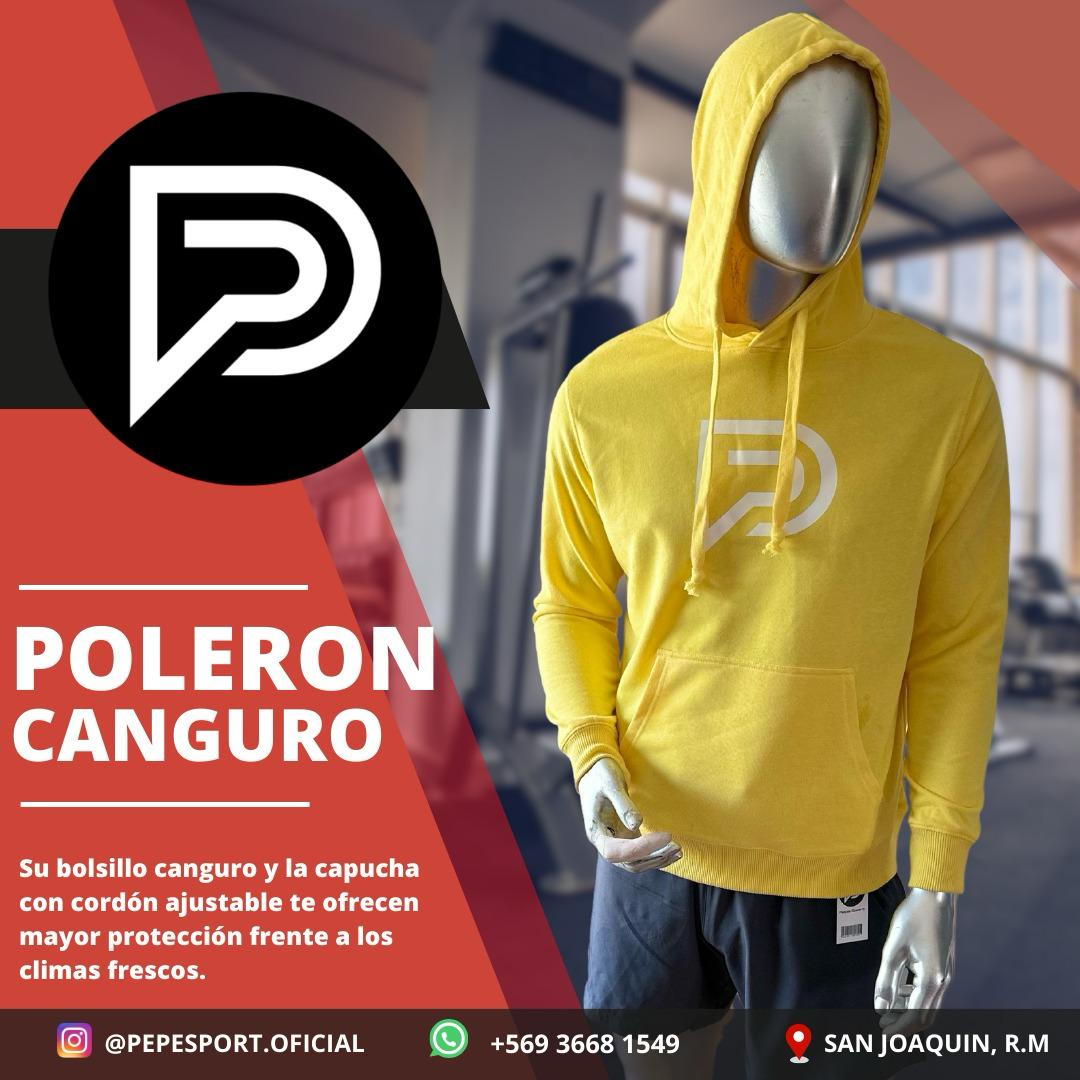 POLERON
CANGURO
Su bolsillo canguro y la capucha
con cordón ajustable te ofrecen
mayor protección frente a los
climas frescos.
@PEPESPORT.OFICIAL
+569 3668 1549
SAN JOAQUIN, R.M